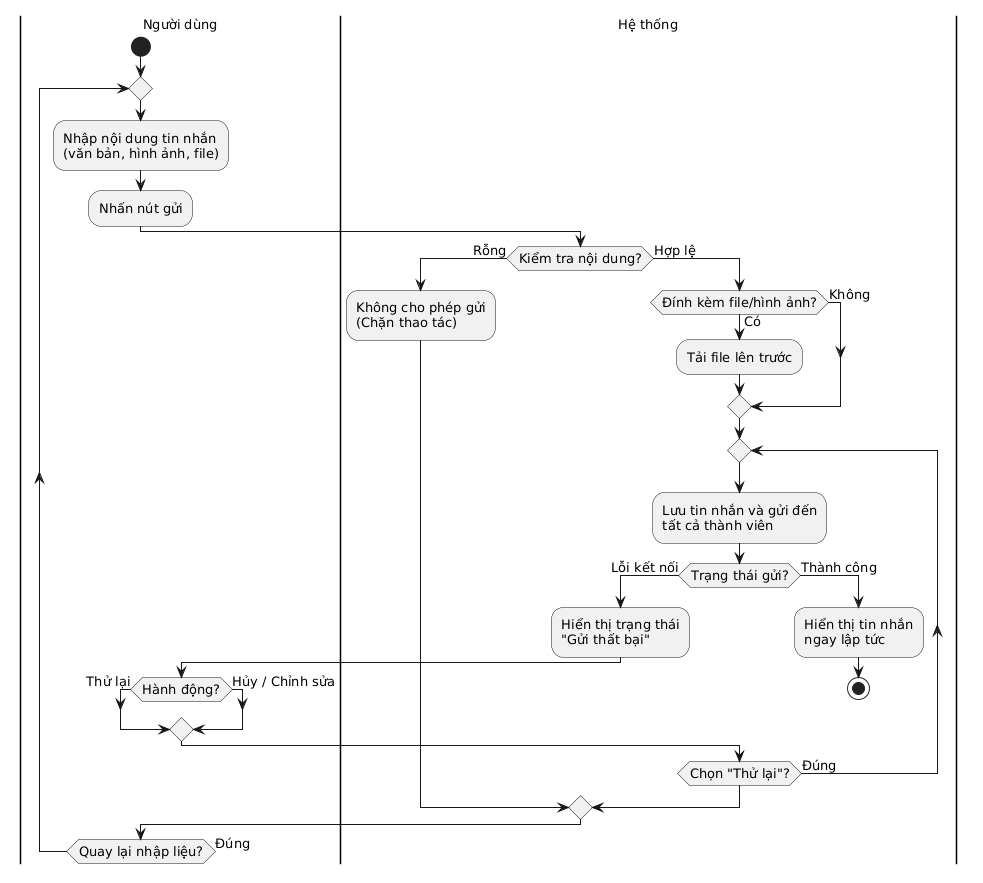 Người dùng
Hệ thống
Nhập nội dung tin nhắn
(văn bản, hình ảnh, file)
Nhấn nút gửi
Rỗng
Kiểm tra nội dung?
Hợp lệ
Không cho phép gửi
(Chặn thao tác)
Đính kèm file/hình ảnh?
Không
Có
Tải file lên trước
Lưu tin nhắn và gửi đến
tất cả thành viên
Lỗi kết nối
Trạng thái gửi?
Thành công
Hiển thị trạng thái
"Gửi thất bại"
Hiển thị tin nhắn
ngay lập tức
Thử lại
Hành động?
Hủy / Chỉnh sửa
Chọn "Thử lại"?
Đúng
Quay lại nhập liệu?
Đúng